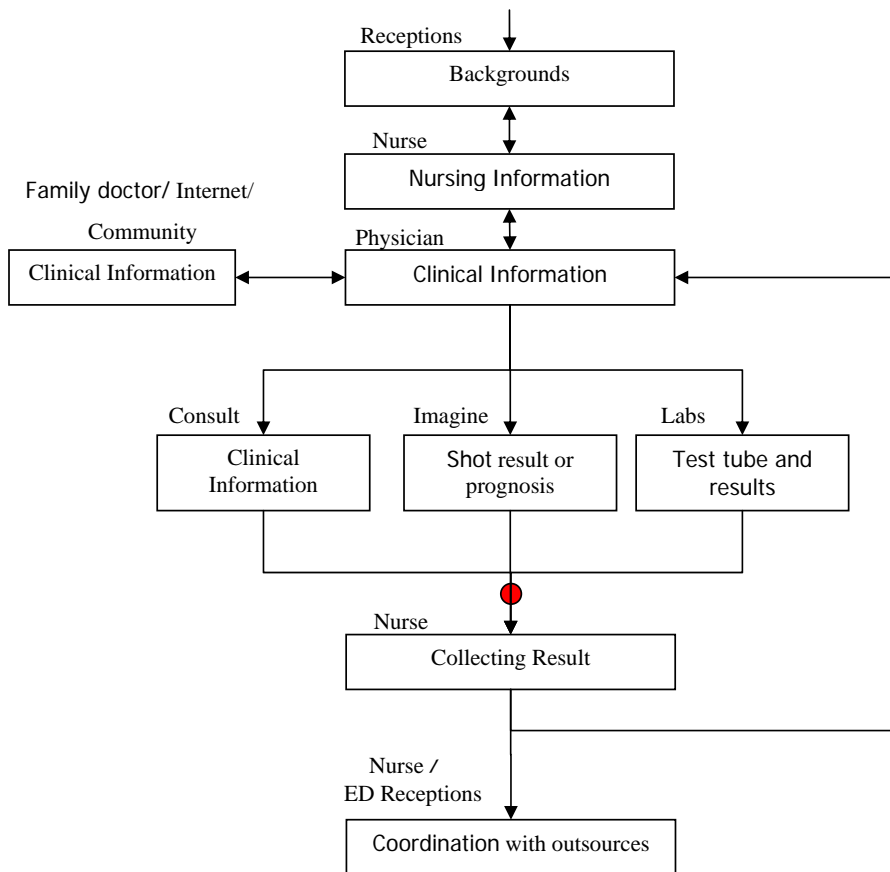 Receptions
Backgrounds
Nurse
Nursing Information
Family doctor/ Internet/
Community
Physician
Clinical Information
Clinical Information
Consult
Imagine
Labs
Clinical
Information
Shot result or
prognosis
Test tube and
results
Nurse
Collecting Result
Nurse /
ED Receptions
Coordination with outsources